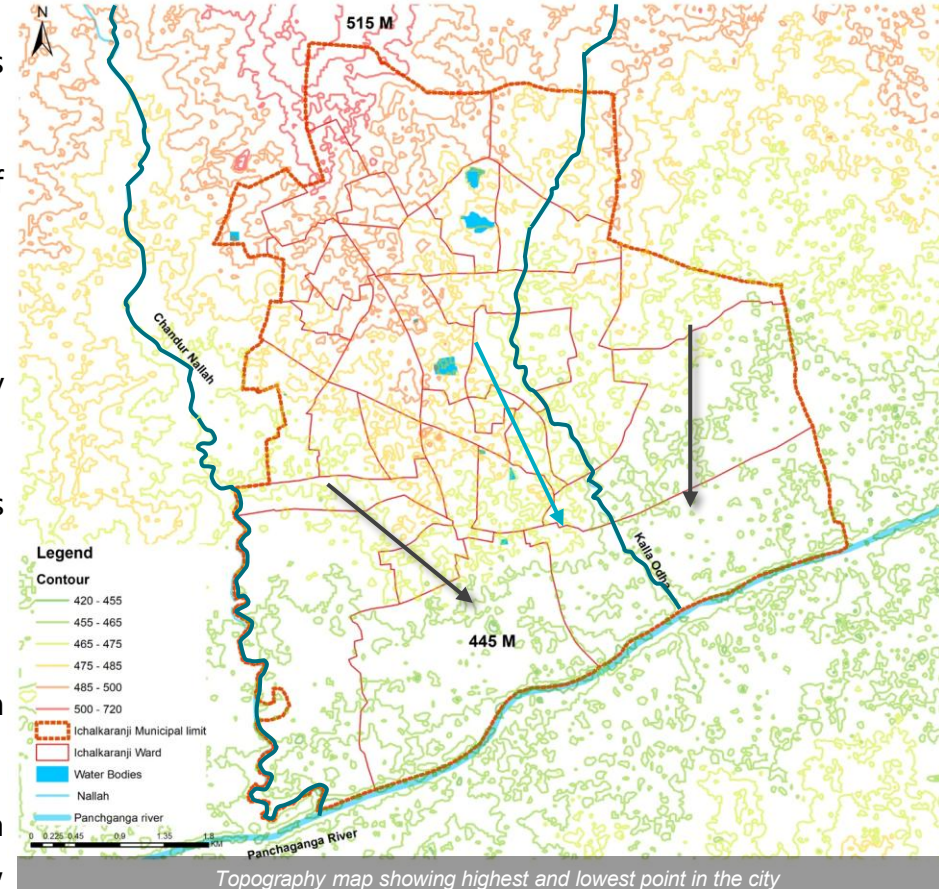 N
515 M
s
f
Chandur Nallah
y
s
Kalla Odha
Legend
Contour
420 - 455
455 - 465
465 - 475
475 - 485
485 - 500
500 - 720
Ichalkaranji Municipal limit
Ichalkaranji Ward
Water Bodies
Nallah
Panchganga river
445 M
n
0 0.225 0.45 0.9 1.35 1.8
KM
n
Panchaganga River
y
Topography map showing highest and lowest point in the city